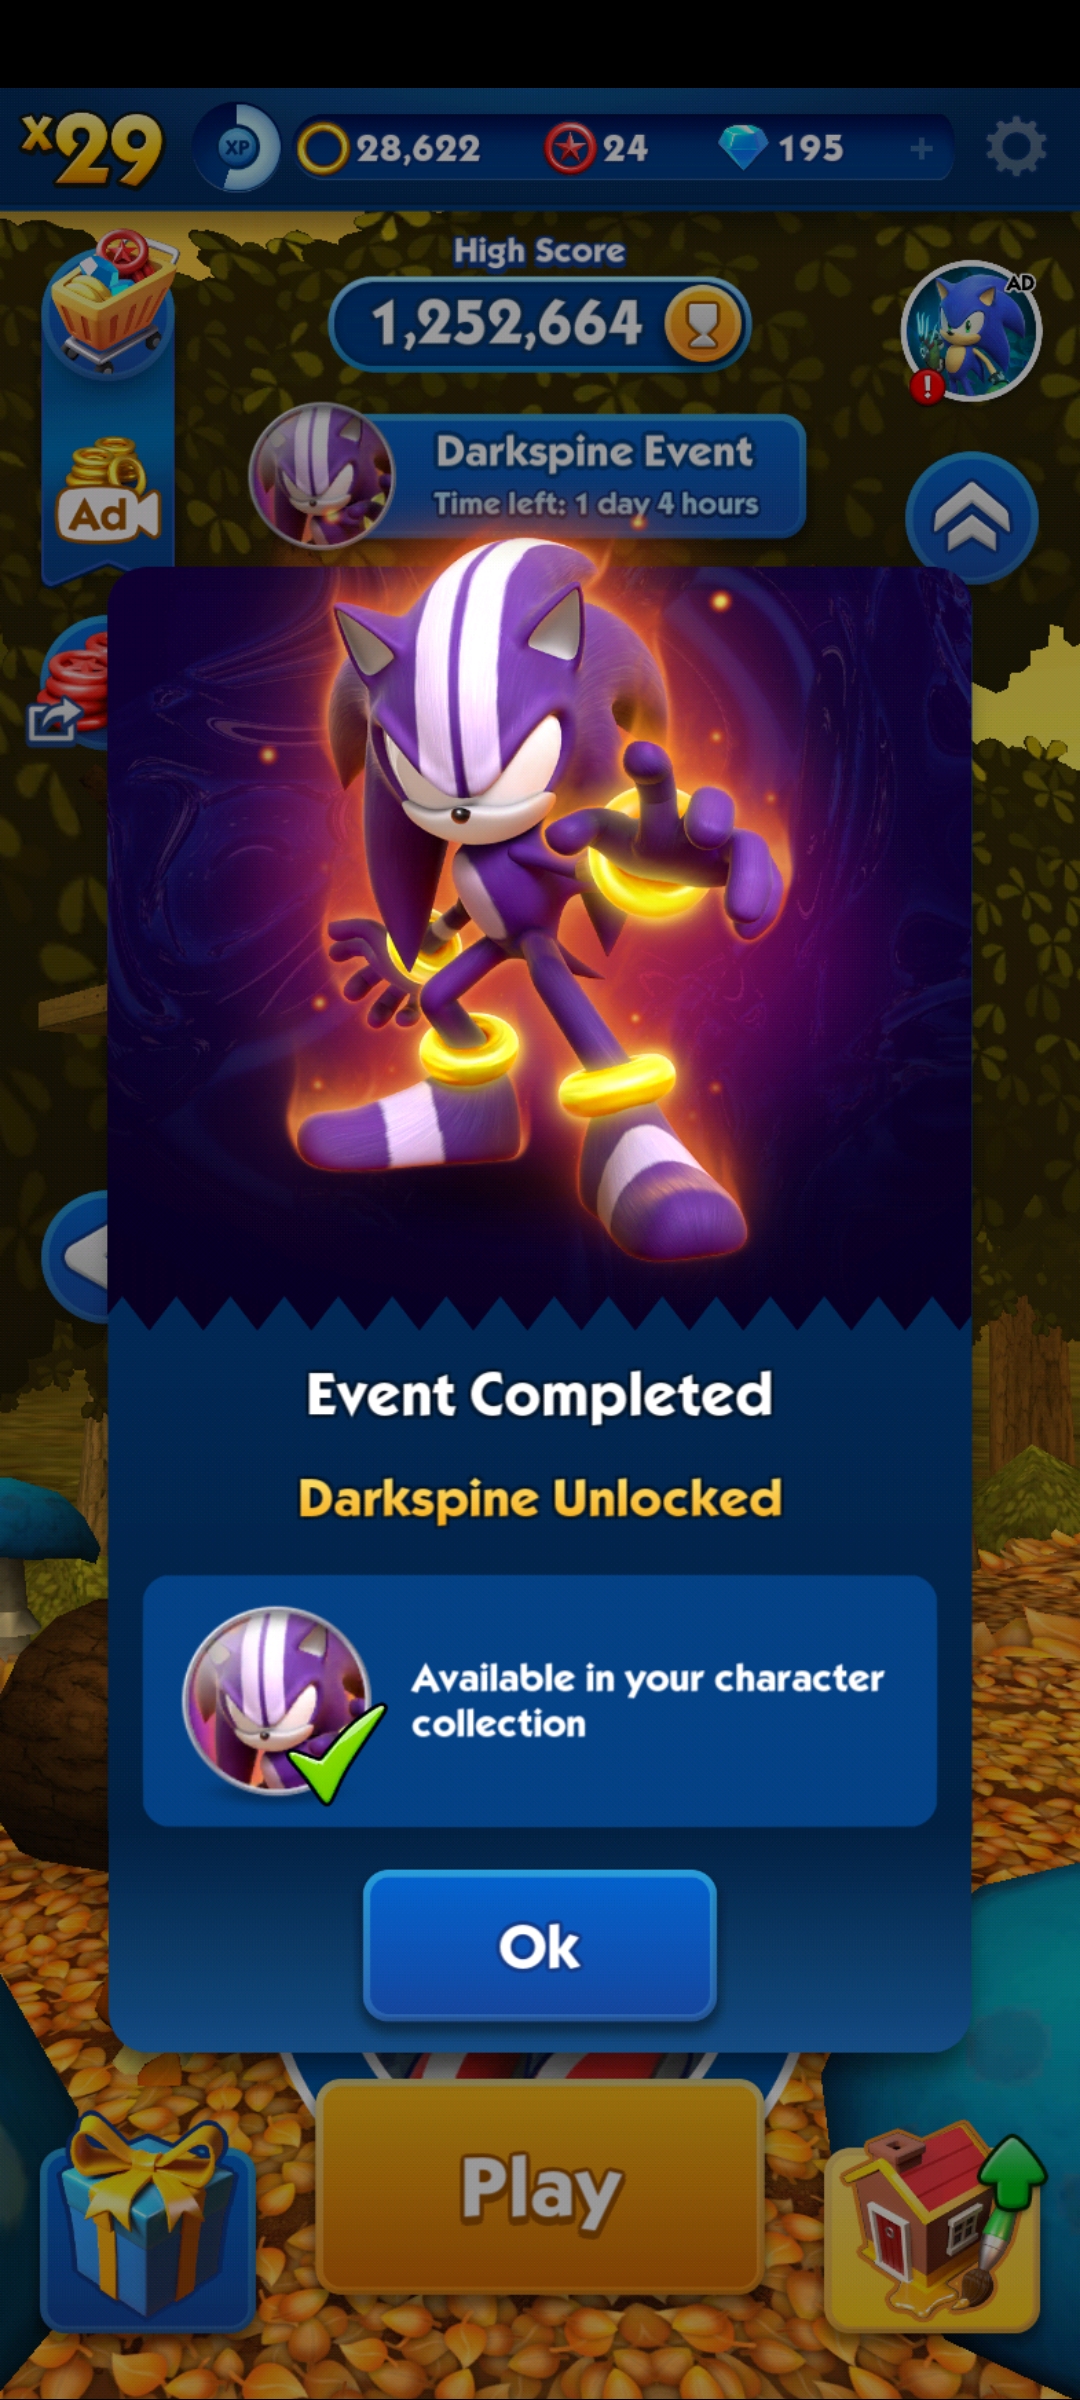 x29
XP
28,622
24
195
+
High Score
1,252,664
AD
!
Darkspine Event
Time left: 1 day 4 hours
Ad
Event Completed
Darkspine Unlocked
Available in your character
collection
Ok
Play